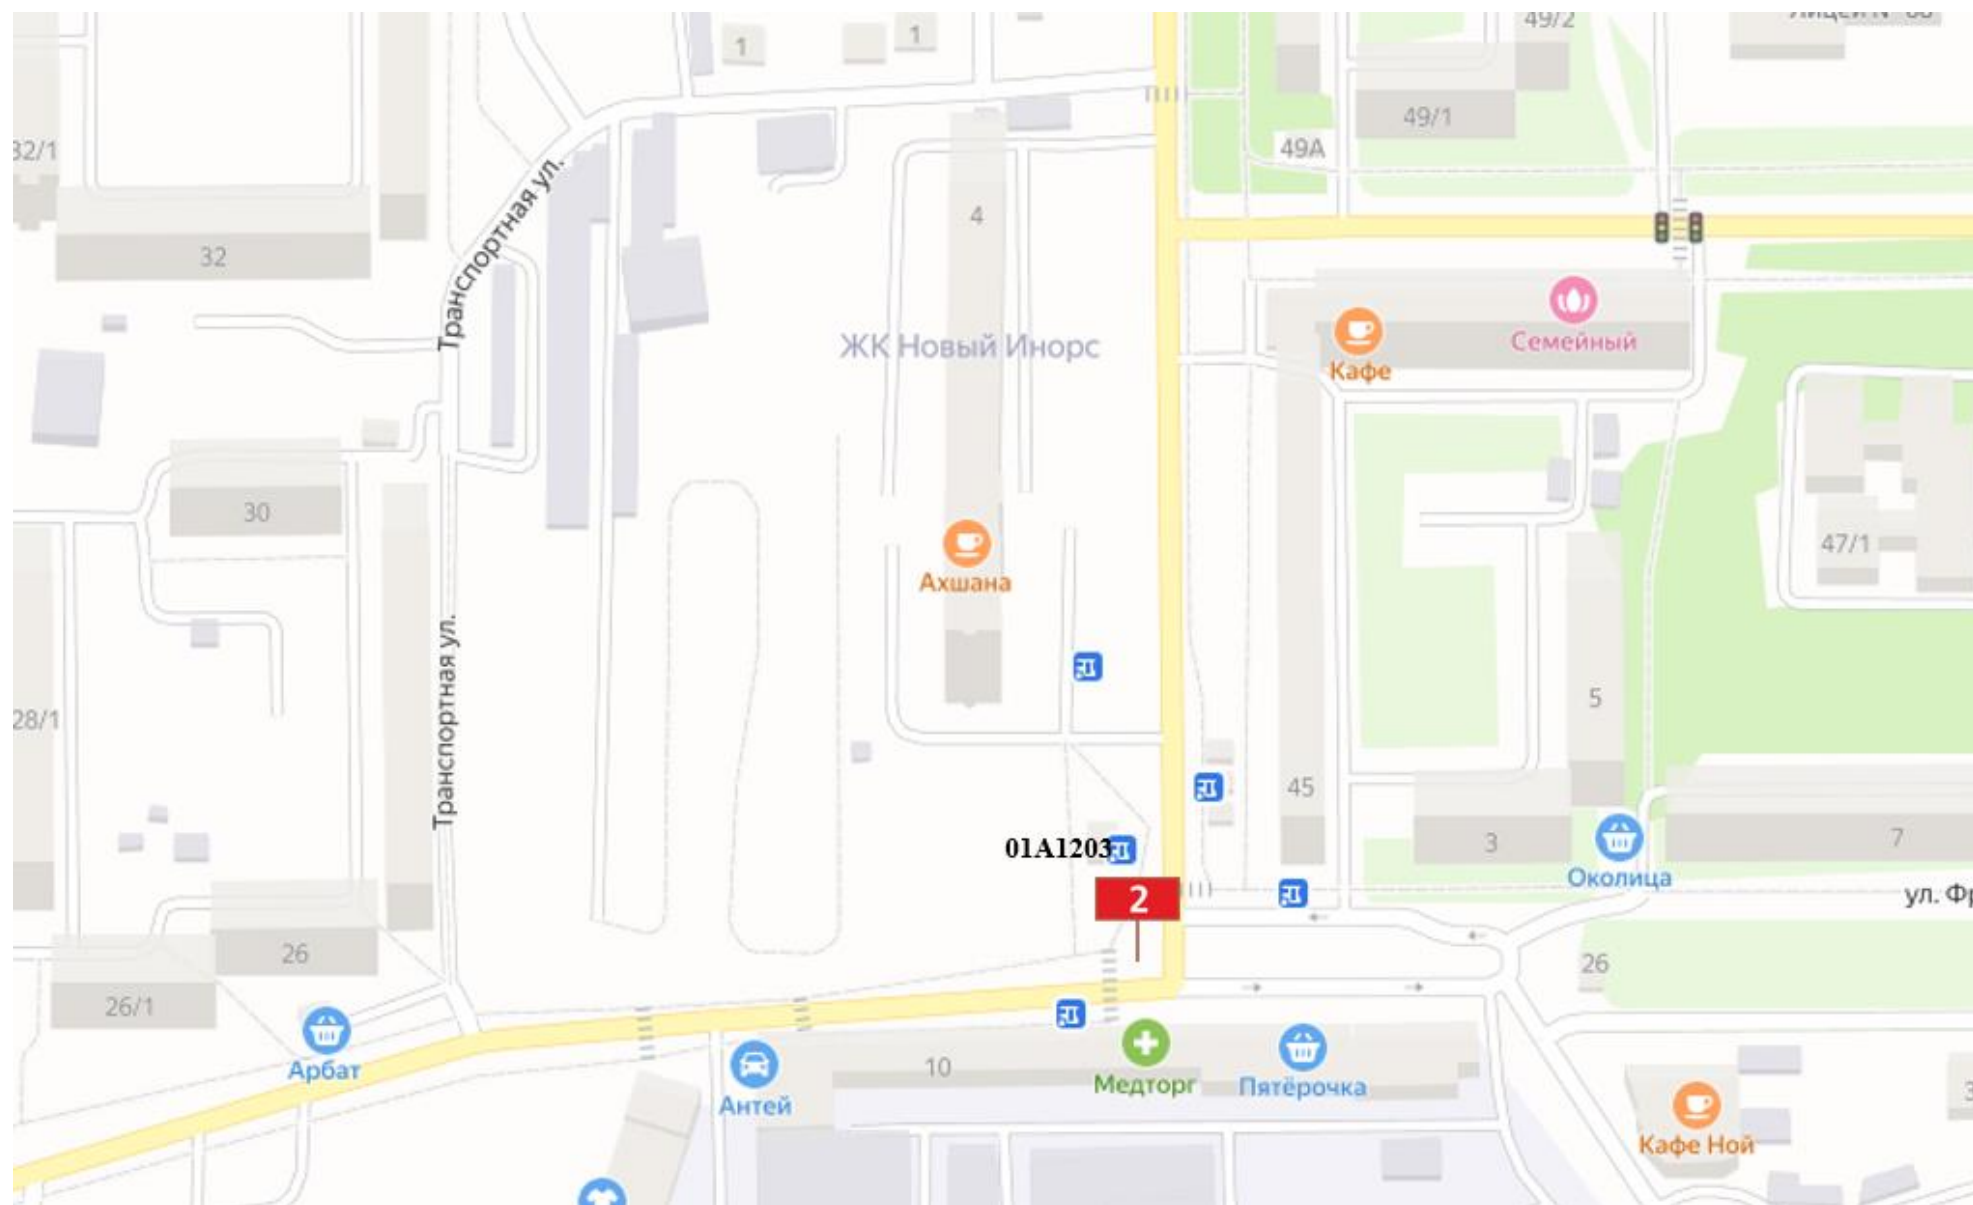 49/2
1
1
49/1
32/1
49А
Транспортная ул.
4
32
ЖК Новый Инорс
Семейный
Кафе
30
47/1
Ахшана
Транспортная ул.
5
28/1
45
01A1203
3
7
Околица
2
ул. Фр
26
26
26/1
Арбат
10
Медторг
Пятёрочка
Антей
Кафе Ной